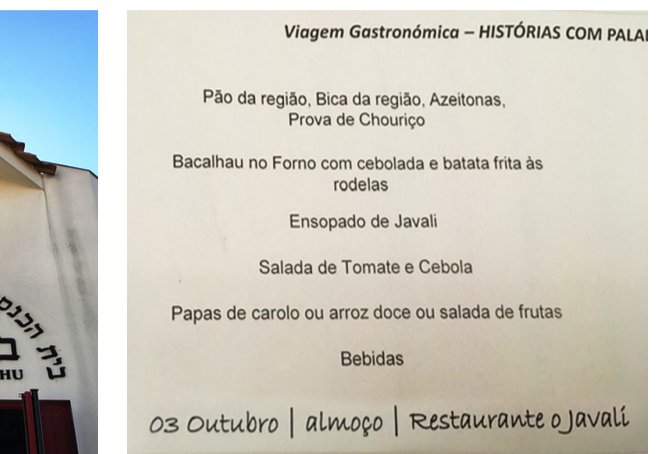 בית הכנס
HU
Viagem Gastronómica – HISTÓRIAS COM
Pão da região, Bica da região, Azeitonas,
Prova de Chouriço
Bacalhau no Forno com cebolada e batata frita às
rodelas
Ensopado de Javali
Salada de Tomate e Cebola
Papas de carolo ou arroz doce ou salada de frutas
Bebidas
03 Outubro | almoço | Restaurante o Javali